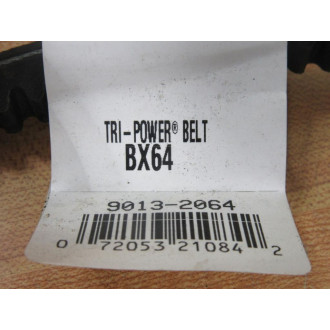 TRI-POWER® BELT
BX64
9013-2064
0 72053 21084 2